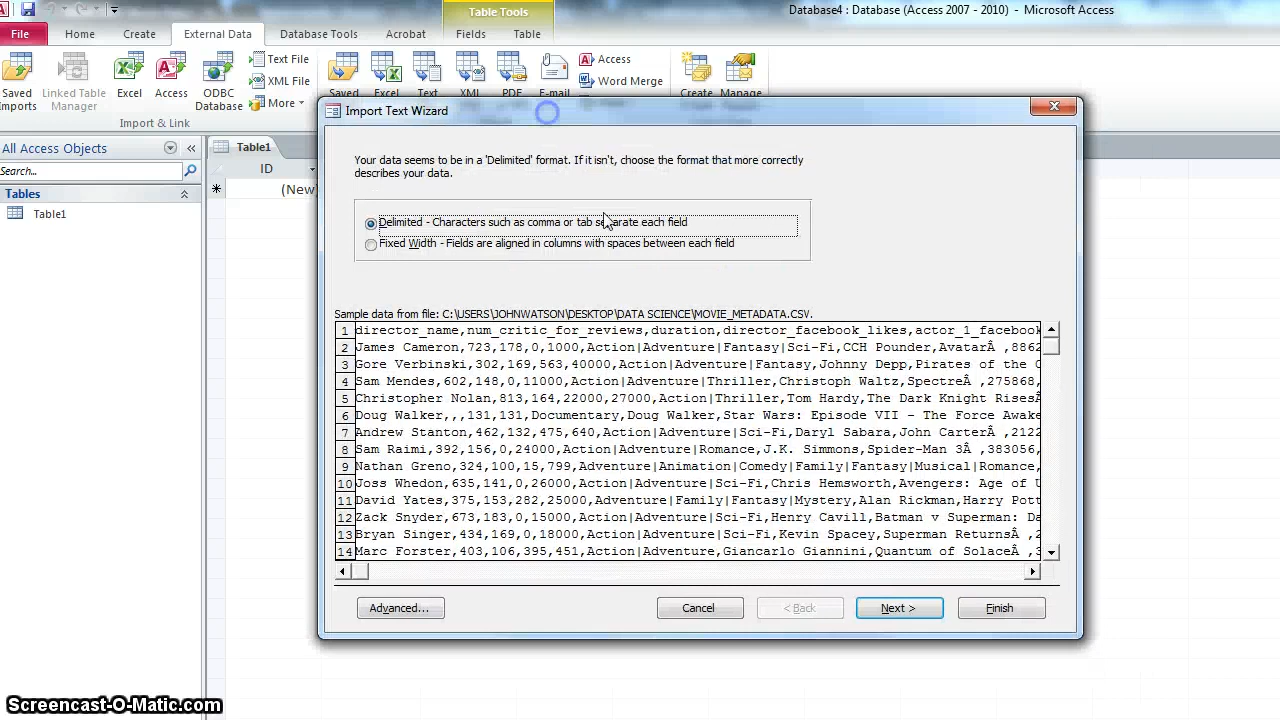 Table Tools
Database4 : Database (Access 2007 - 2010) - Microsoft Access
File Home Create External Data Database Tools Acrobat Fields Table
Saved Imports
Linked Table Manager
Excel
Access
ODBC Database
Text File
XML File
More
Import & Link
Saved
Excel
Text
XML
PDF
E-mail
Access
Word Merge
Create
Manage
All Access Objects
Search...
Tables
Table1
Table1
ID
(New)
Import Text Wizard
Your data seems to be in a 'Delimited' format. If it isn't, choose the format that more correctly
describes your data.
Delimited - Characters such as comma or tab separate each field
Fixed Width - Fields are aligned in columns with spaces between each field
Sample data from file: C:\USERS\JOHNWATSON\DESKTOP\DATA SCIENCE\MOVIE_METADATA.CSV.
1 director_name,num_critic_for_reviews,duration,director_facebook_likes,actor_1_facebook
2 James Cameron,723,178,0,1000,Action|Adventure|Fantasy|Sci-Fi,CCH Pounder,AvatarÂ ,8862
3 Gore Verbinski,302,169,563,40000,Action|Adventure|Fantasy,Johnny Depp,Pirates of the C
4 Sam Mendes,602,148,0,11000,Action|Adventure|Thriller,Christoph Waltz,SpectreÂ ,275868,
5 Christopher Nolan,813,164,22000,27000,Action|Thriller,Tom Hardy,The Dark Knight RisesÂ
6 Doug Walker,,,131,131,Documentary,Doug Walker,Star Wars: Episode VII - The Force Awake
7 Andrew Stanton,462,132,475,640,Action|Adventure|Sci-Fi,Daryl Sabara,John CarterÂ ,2122
8 Sam Raimi,392,156,0,24000,Action|Adventure|Romance,J.K. Simmons,Spider-Man 3Â ,383056,
9 Nathan Greno,324,100,15,799,Adventure|Animation|Comedy|Family|Fantasy|Musical|Romance,
10 Joss Whedon,635,141,0,26000,Action|Adventure|Sci-Fi,Chris Hemsworth,Avengers: Age of U
11 David Yates,375,153,282,25000,Adventure|Family|Fantasy|Mystery,Alan Rickman,Harry Pott
12 Zack Snyder,673,183,0,15000,Action|Adventure|Sci-Fi,Henry Cavill,Batman v Superman: Da
13 Bryan Singer,434,169,0,18000,Action|Adventure|Sci-Fi,Kevin Spacey,Superman ReturnsÂ ,2
14 Marc Forster,403,106,395,451,Action|Adventure,Giancarlo Giannini,Quantum of SolaceÂ ,3
Advanced...
Cancel
< Back
Next >
Finish
Screencast-O-Matic.com